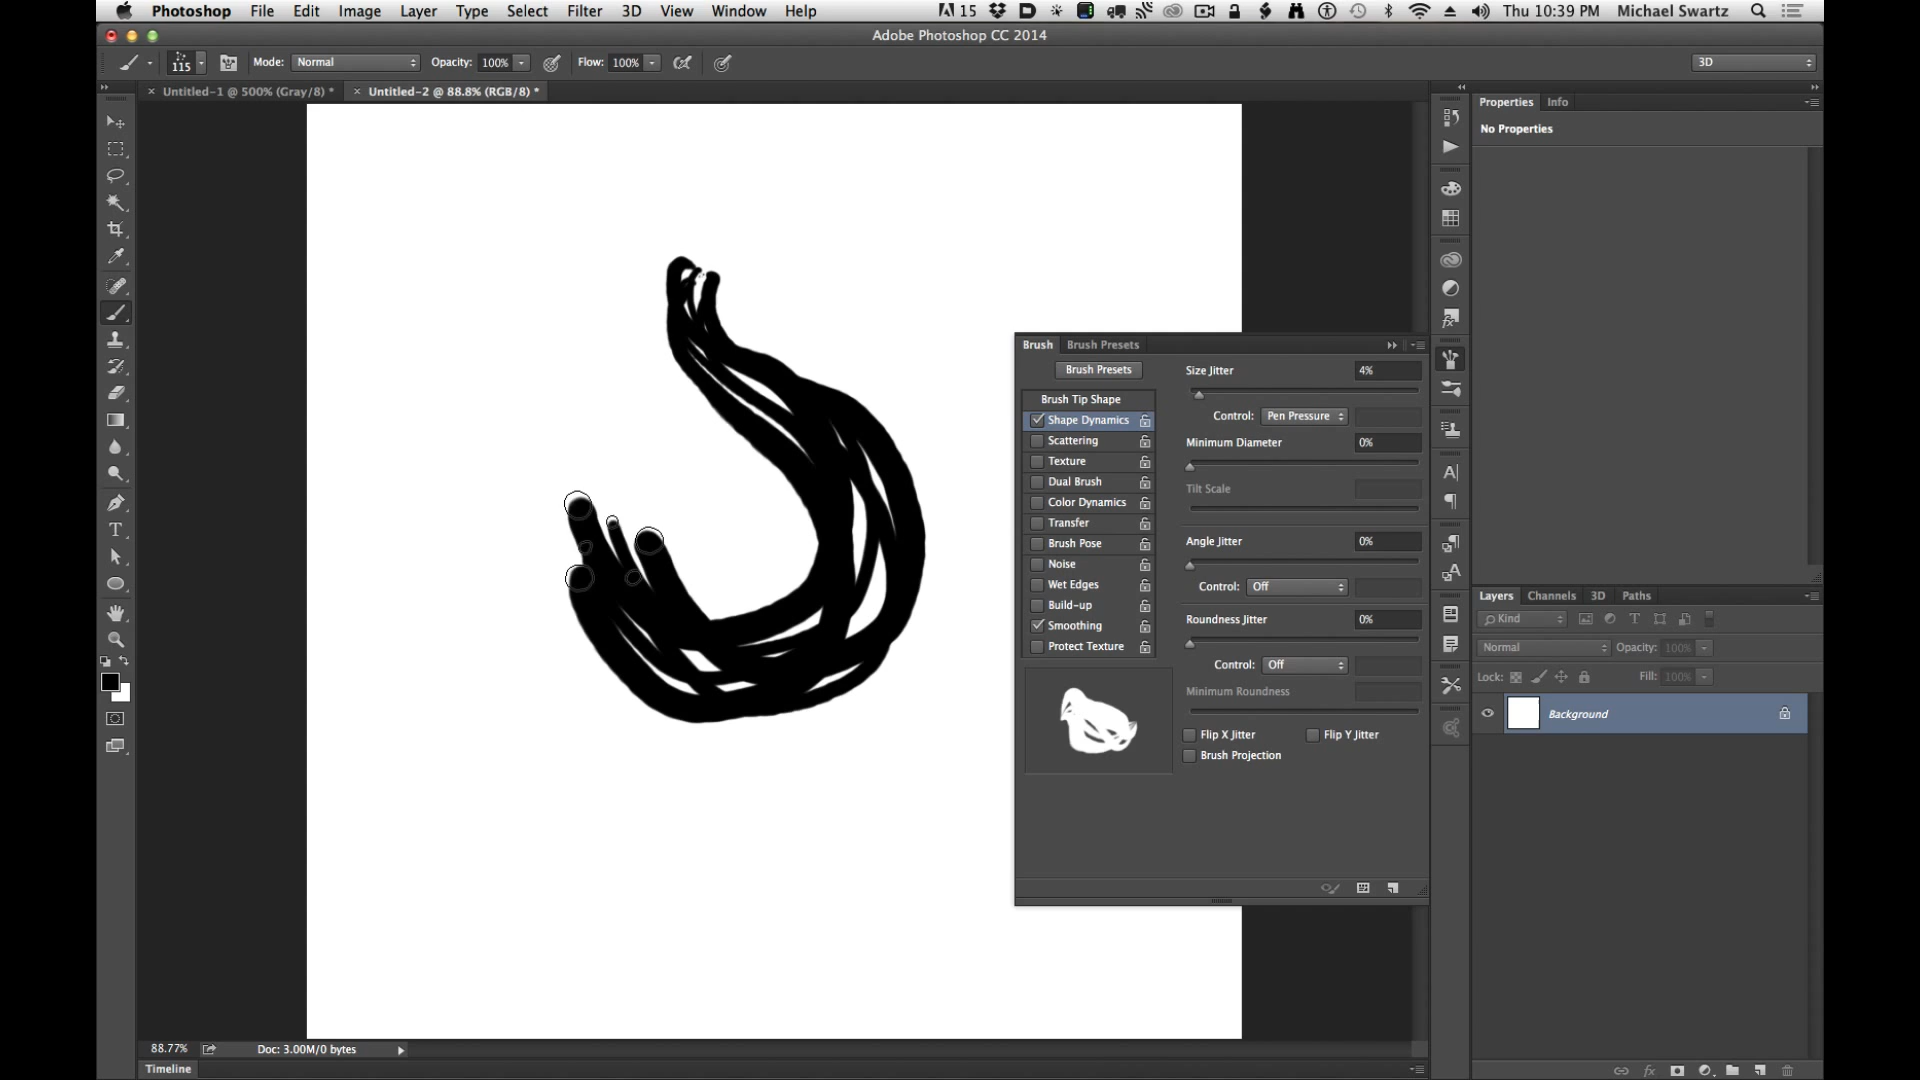 Photoshop File Edit Image Layer Type Select Filter 3D View Window Help 15 Thu 10:39 PM Michael Swartz
Adobe Photoshop CC 2014
115 Mode: Normal Opacity: 100% Flow: 100% 3D
Untitled-1 @ 500% (Gray/8) * Untitled-2 @ 88.8% (RGB/8) *
Properties Info
No Properties
Brush Brush Presets
Brush Presets
Brush Tip Shape
Shape Dynamics
Scattering
Texture
Dual Brush
Color Dynamics
Transfer
Brush Pose
Noise
Wet Edges
Build-up
Smoothing
Protect Texture
Size Jitter 4%
Control: Pen Pressure
Minimum Diameter 0%
Tilt Scale
Angle Jitter 0%
Control: Off
Roundness Jitter 0%
Control: Off
Minimum Roundness
Flip X Jitter Flip Y Jitter
Brush Projection
Layers Channels 3D Paths
Kind
Normal Opacity: 100%
Lock: Fill: 100%
Background
88.77% Doc: 3.00M/0 bytes
Timeline